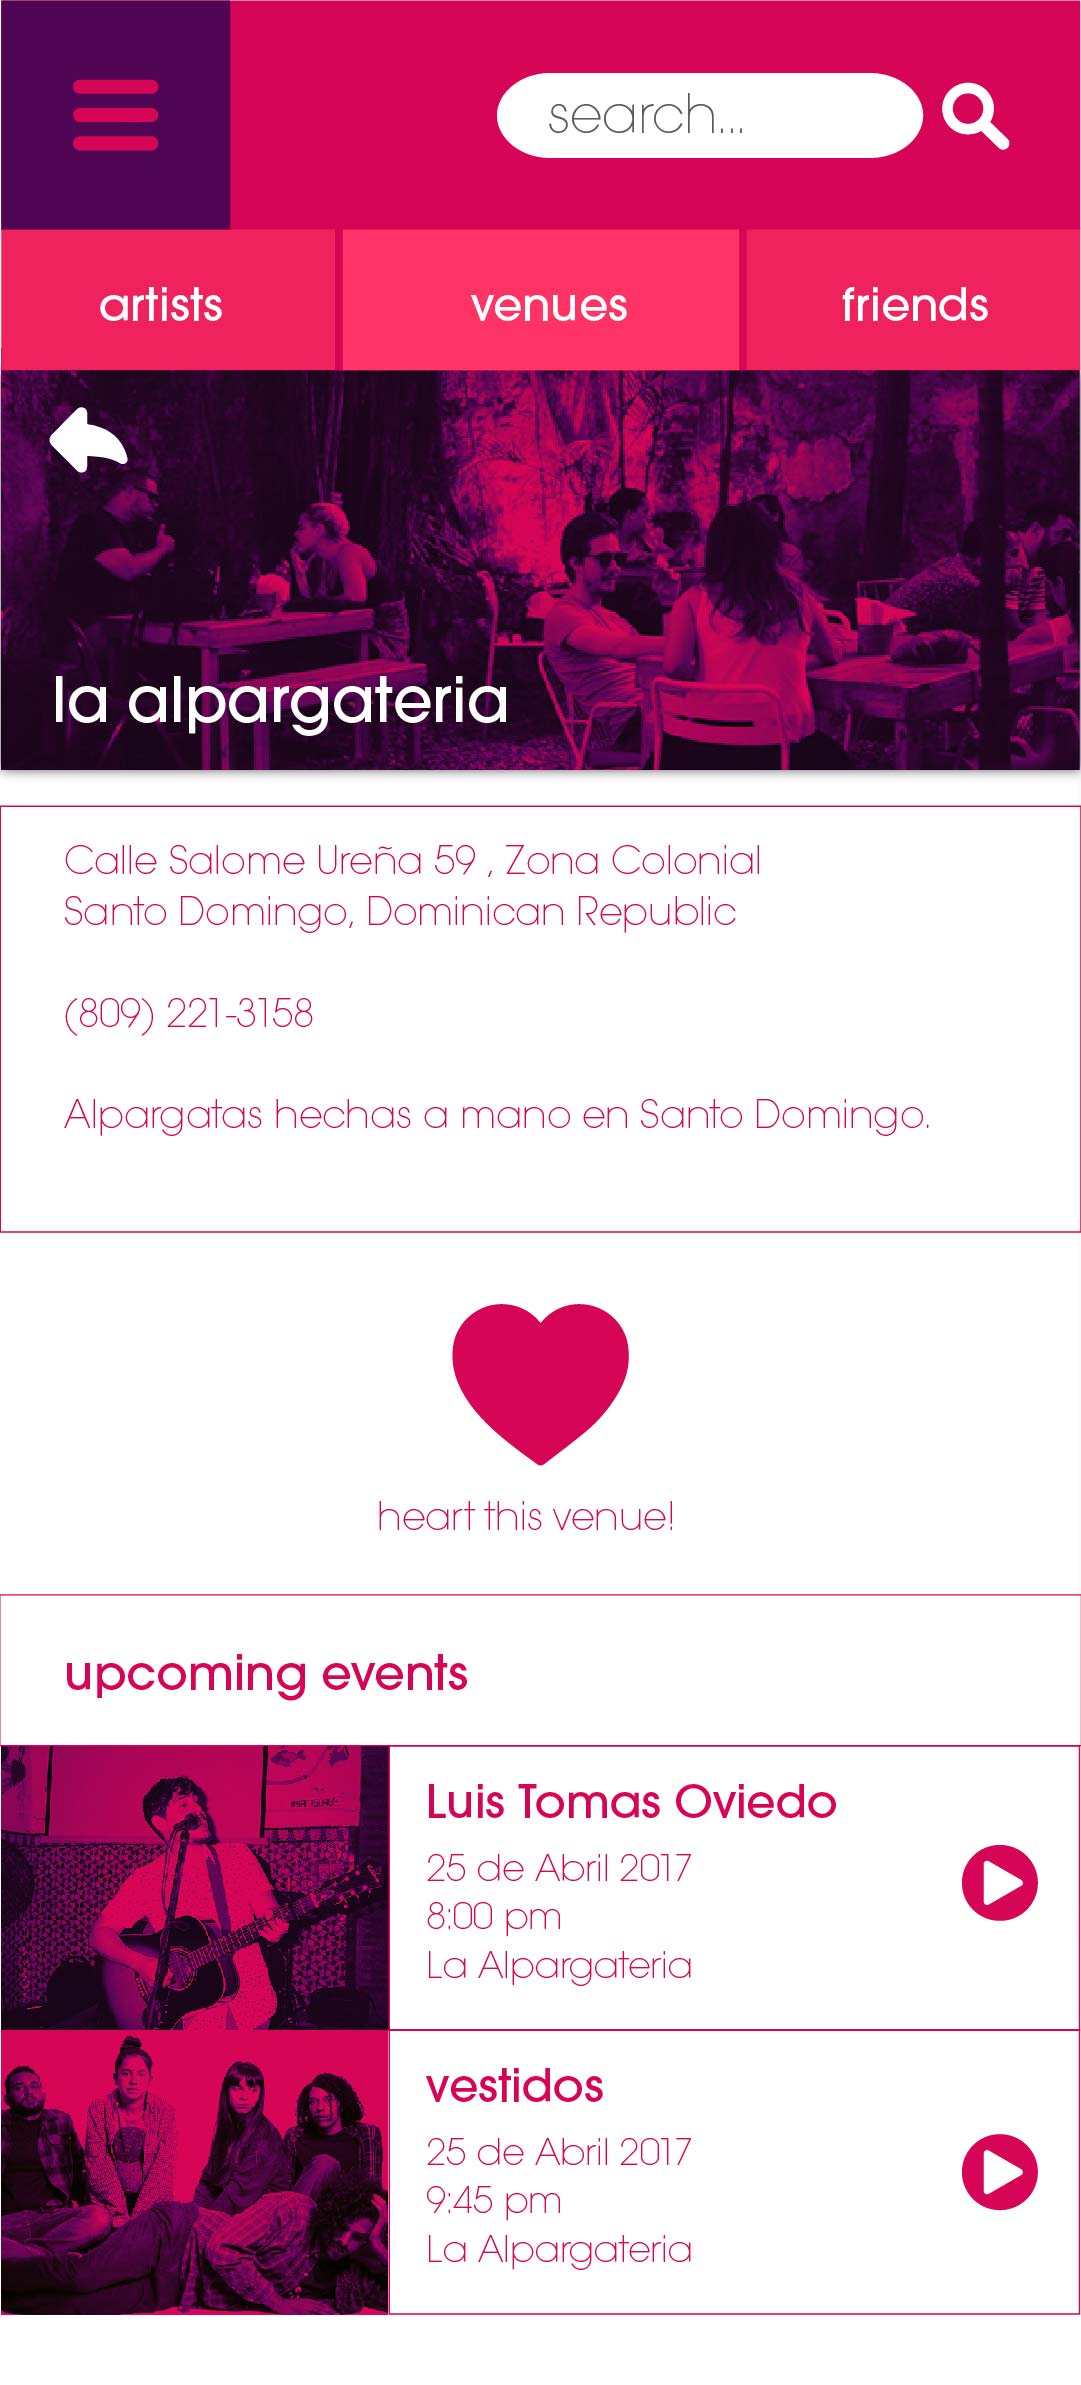 search...
artists
venues
friends
la alpargateria
Calle Salome Ureña 59 , Zona Colonial
Santo Domingo, Dominican Republic
(809) 221-3158
Alpargatas hechas a mano en Santo Domingo.
heart this venue!
upcoming events
Luis Tomas Oviedo
25 de Abril 2017
8:00 pm
La Alpargateria
vestidos
25 de Abril 2017
9:45 pm
La Alpargateria